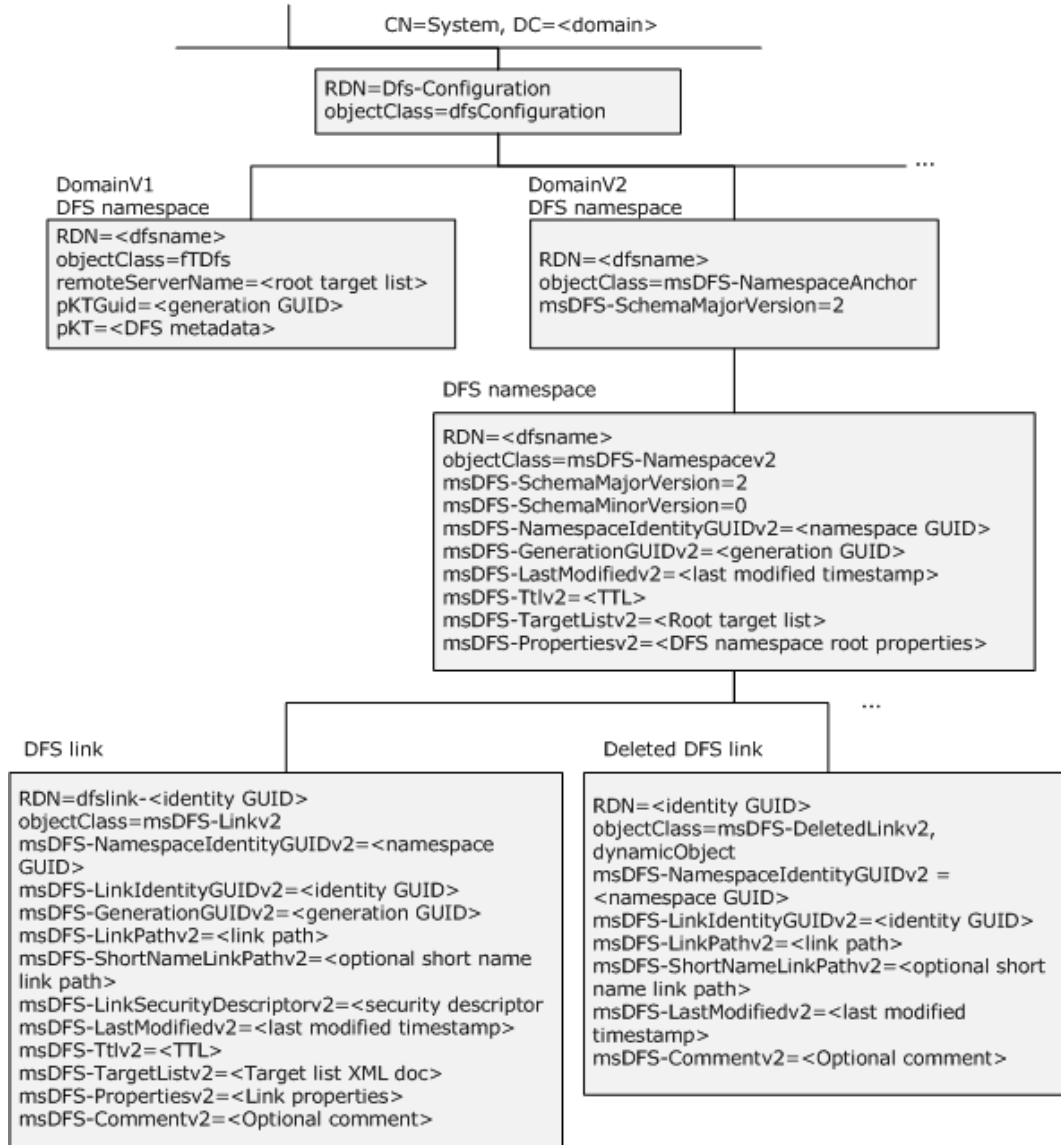 CN=System, DC=<domain>
RDN=Dfs-Configuration
objectClass=dfsConfiguration
...
DomainV1
DFS namespace
RDN=<dfsname>
objectClass=fTDfs
remoteServerName=<root target list>
pKTGuid=<generation GUID>
pKT=<DFS metadata>
DomainV2
DFS namespace
RDN=<dfsname>
objectClass=msDFS-NamespaceAnchor
msDFS-SchemaMajorVersion=2
DFS namespace
RDN=<dfsname>
objectClass=msDFS-Namespacev2
msDFS-SchemaMajorVersion=2
msDFS-SchemaMinorVersion=0
msDFS-NamespaceIdentityGUIDv2=<namespace GUID>
msDFS-GenerationGUIDv2=<generation GUID>
msDFS-LastModifiedv2=<last modified timestamp>
msDFS-Ttlv2=<TTL>
msDFS-TargetListv2=<Root target list>
msDFS-Propertiesv2=<DFS namespace root properties>
...
DFS link
RDN=dfslink-<identity GUID>
objectClass=msDFS-Linkv2
msDFS-NamespaceIdentityGUIDv2=<namespace
GUID>
msDFS-LinkIdentityGUIDv2=<identity GUID>
msDFS-GenerationGUIDv2=<generation GUID>
msDFS-LinkPathv2=<link path>
msDFS-ShortNameLinkPathv2=<optional short name
link path>
msDFS-LinkSecurityDescriptorv2=<security descriptor
msDFS-LastModifiedv2=<last modified timestamp>
msDFS-Ttlv2=<TTL>
msDFS-TargetListv2=<Target list XML doc>
msDFS-Propertiesv2=<Link properties>
msDFS-Commentv2=<Optional comment>
Deleted DFS link
RDN=<identity GUID>
objectClass=msDFS-DeletedLinkv2,
dynamicObject
msDFS-NamespaceIdentityGUIDv2 =
<namespace GUID>
msDFS-LinkIdentityGUIDv2=<identity GUID>
msDFS-LinkPathv2=<link path>
msDFS-ShortNameLinkPathv2=<optional short
name link path>
msDFS-LastModifiedv2=<last modified
timestamp>
msDFS-Commentv2=<Optional comment>